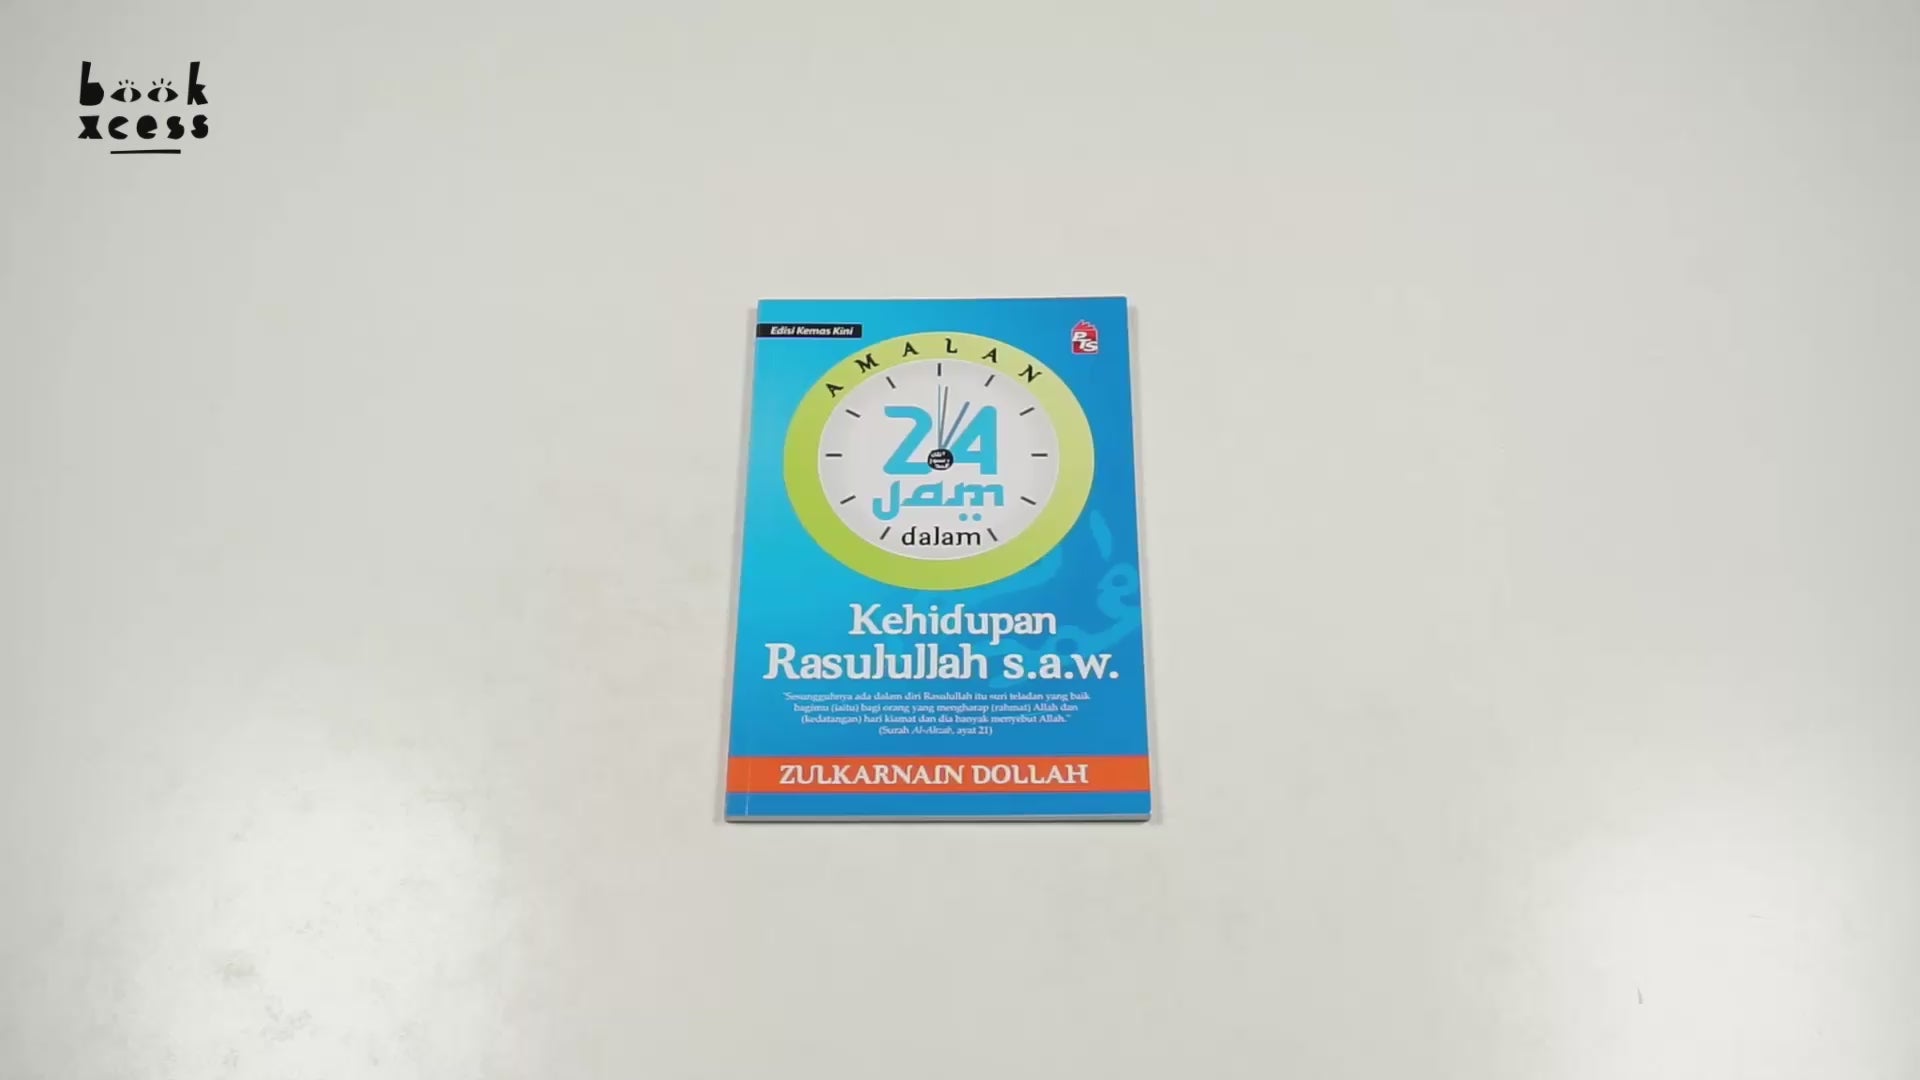 book
xcess
Edisi Kemas Kini
PTS
AMALAN
24
Jam
dalam
Kehidupan
Rasulullah s.a.w.
"Sesungguhnya ada dalam diri Rasulullah itu suri teladan yang baik
bagimu (iaitu) bagi orang yang mengharap (rahmat) Allah dan
(kedatangan) hari kiamat dan dia banyak menyebut Allah."
(Surah Al-Ahzab, ayat 21)
ZULKARNAIN DOLLAH